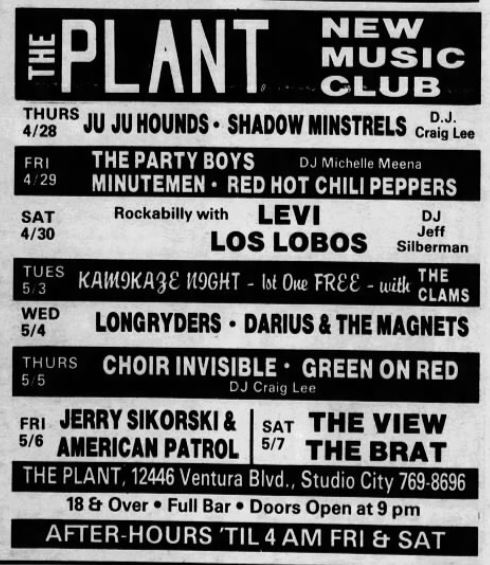 THE PLANT NEW
MUSIC
CLUB
THURS
4/28 JU JU HOUNDS • SHADOW MINSTRELS D.J.
Craig Lee
FRI
4/29 THE PARTY BOYS DJ Michelle Meena
MINUTEMEN • RED HOT CHILI PEPPERS
SAT
4/30 Rockabilly with LEVI
LOS LOBOS DJ
Jeff
Silberman
TUES
5/3 KAMIKAZE NIGHT - 1st One FREE - with THE
CLAMS
WED
5/4 LONGRYDERS • DARIUS & THE MAGNETS
THURS
5/5 CHOIR INVISIBLE • GREEN ON RED
DJ Craig Lee
FRI
5/6 JERRY SIKORSKI &
AMERICAN PATROL
SAT
5/7 THE VIEW
THE BRAT
THE PLANT, 12446 Ventura Blvd., Studio City 769-8696
18 & Over • Full Bar • Doors Open at 9 pm
AFTER-HOURS 'TIL 4 AM FRI & SAT